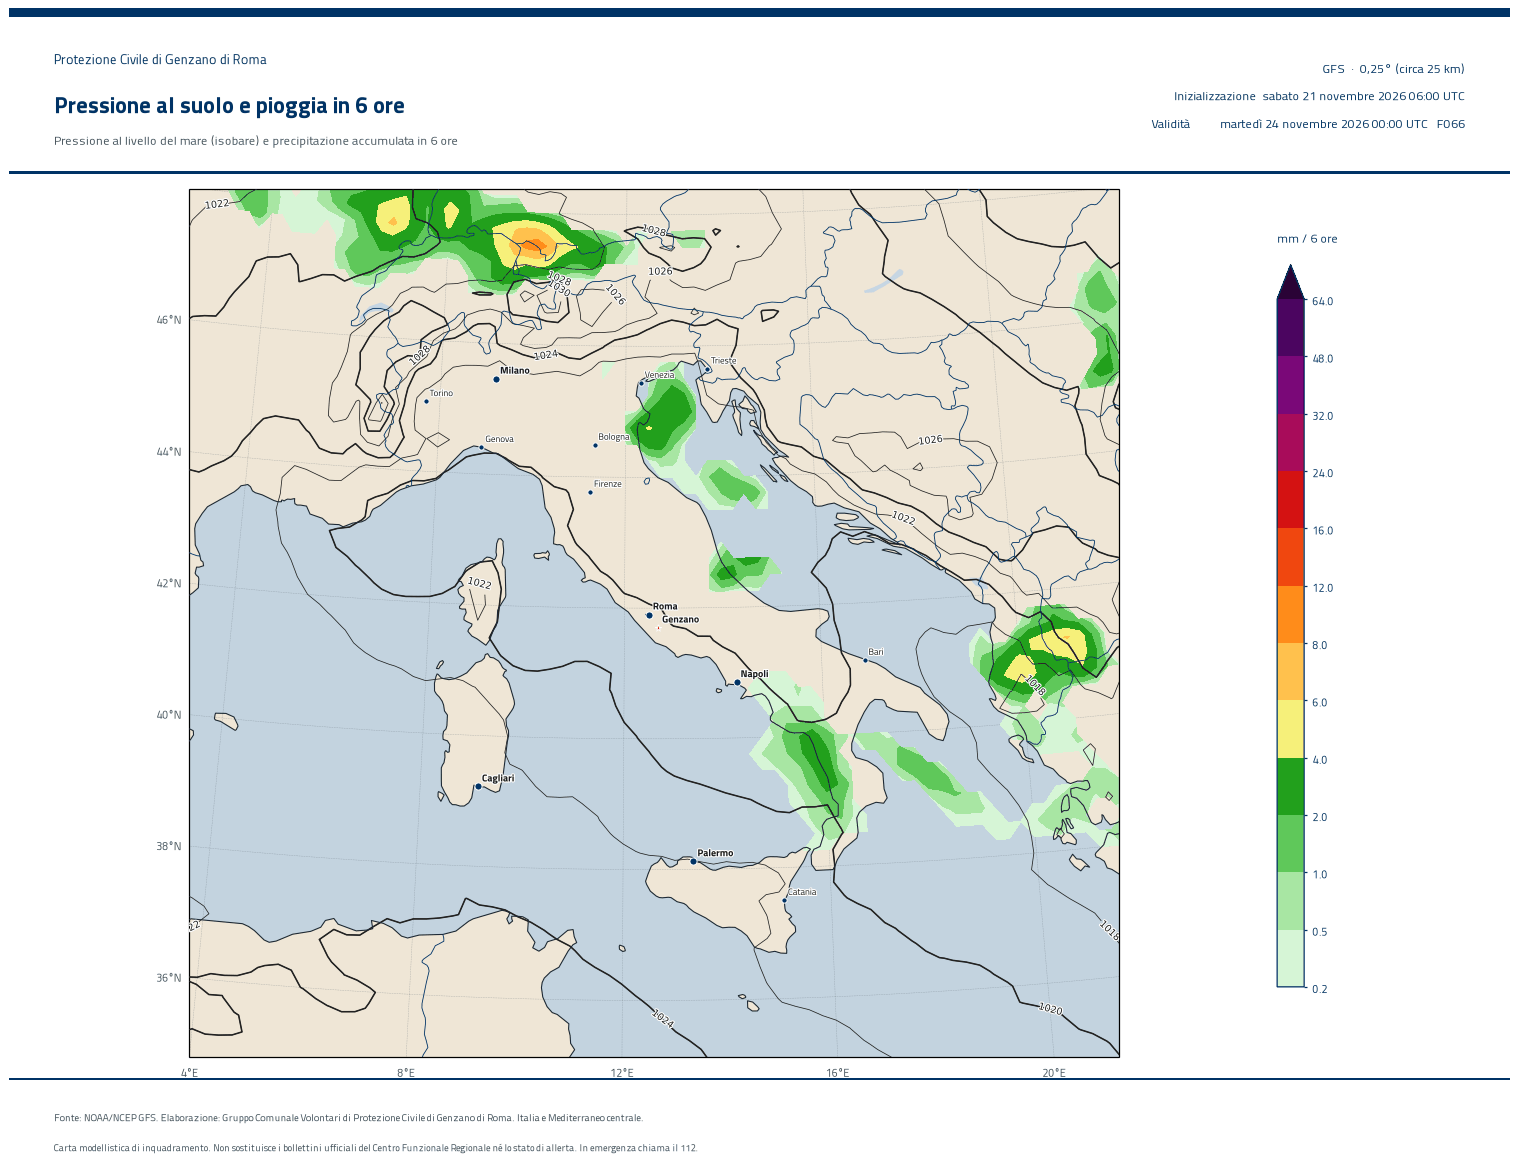 Protezione Civile di Genzano di Roma
Pressione al suolo e pioggia in 6 ore
Pressione al livello del mare (isobare) e precipitazione accumulata in 6 ore
GFS · 0,25° (circa 25 km)
Inizializzazione sabato 21 novembre 2026 06:00 UTC
Validità martedì 24 novembre 2026 00:00 UTC F066
1022
1028
1026
1028
1030
1026
1028
1024
46°N
44°N
42°N
40°N
38°N
36°N
Milano
Torino
Genova
Venezia
Trieste
Bologna
Firenze
1026
1022
1022
Roma
Genzano
Napoli
Bari
1018
Cagliari
Palermo
Catania
22
1018
1020
1024
4°E
8°E
12°E
16°E
20°E
mm / 6 ore
64.0
48.0
32.0
24.0
16.0
12.0
8.0
6.0
4.0
2.0
1.0
0.5
0.2
Fonte: NOAA/NCEP GFS. Elaborazione: Gruppo Comunale Volontari di Protezione Civile di Genzano di Roma. Italia e Mediterraneo centrale.
Carta modellistica di inquadramento. Non sostituisce i bollettini ufficiali del Centro Funzionale Regionale né lo stato di allerta. In emergenza chiama il 112.